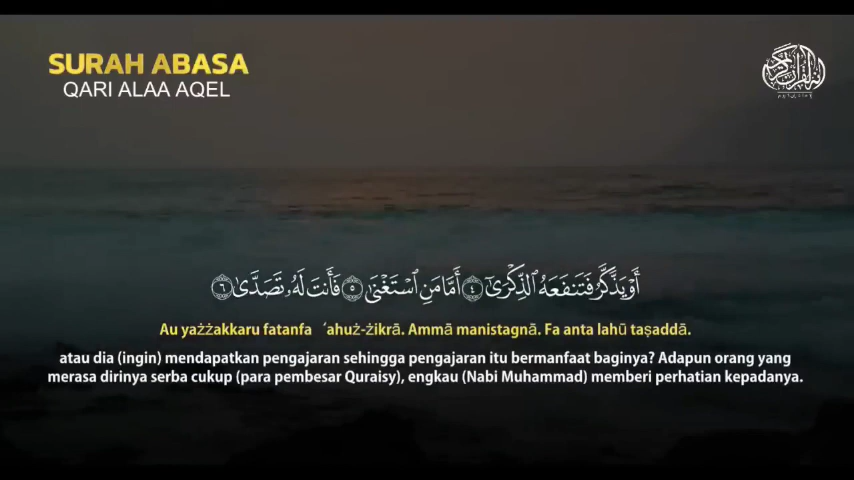 SURAH ABASA
QARI ALAA AQEL
أَوْ يَذَّكَّرُ فَتَنفَعَهُ ٱلذِّكْرَىٰٓ ۝٤ أَمَّا مَنِ ٱسْتَغْنَىٰ ۝٥ فَأَنتَ لَهُۥ تَصَدَّىٰ ۝٦
Au yażżakkaru fatanfa ‘ahuż-żikrā. Ammā manistagnā. Fa anta lahū taṣaddā.
atau dia (ingin) mendapatkan pengajaran sehingga pengajaran itu bermanfaat baginya? Adapun orang yang
merasa dirinya serba cukup (para pembesar Quraisy), engkau (Nabi Muhammad) memberi perhatian kepadanya.